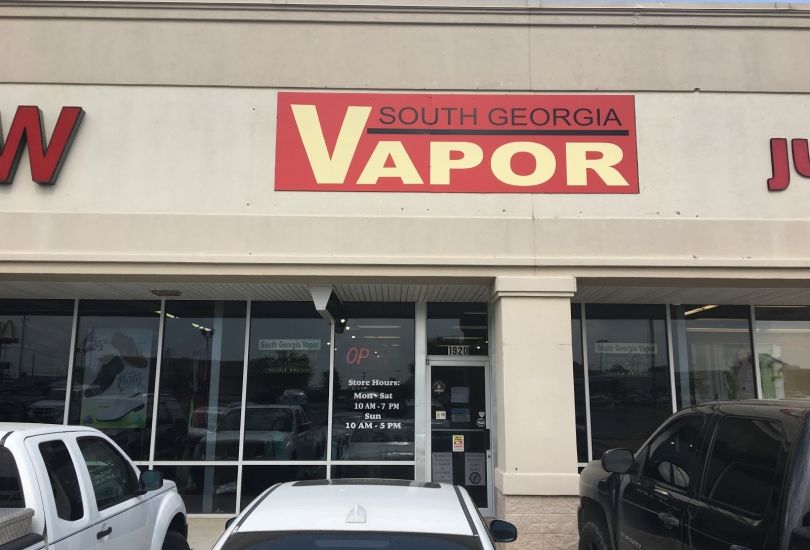 W
SOUTH GEORGIA
VAPOR
JU
South Georgia Vapor
OP
1920
Store Hours:
Mon - Sat
10 AM - 7 PM
Sun
10 AM - 5 PM
South Georgia Vapor